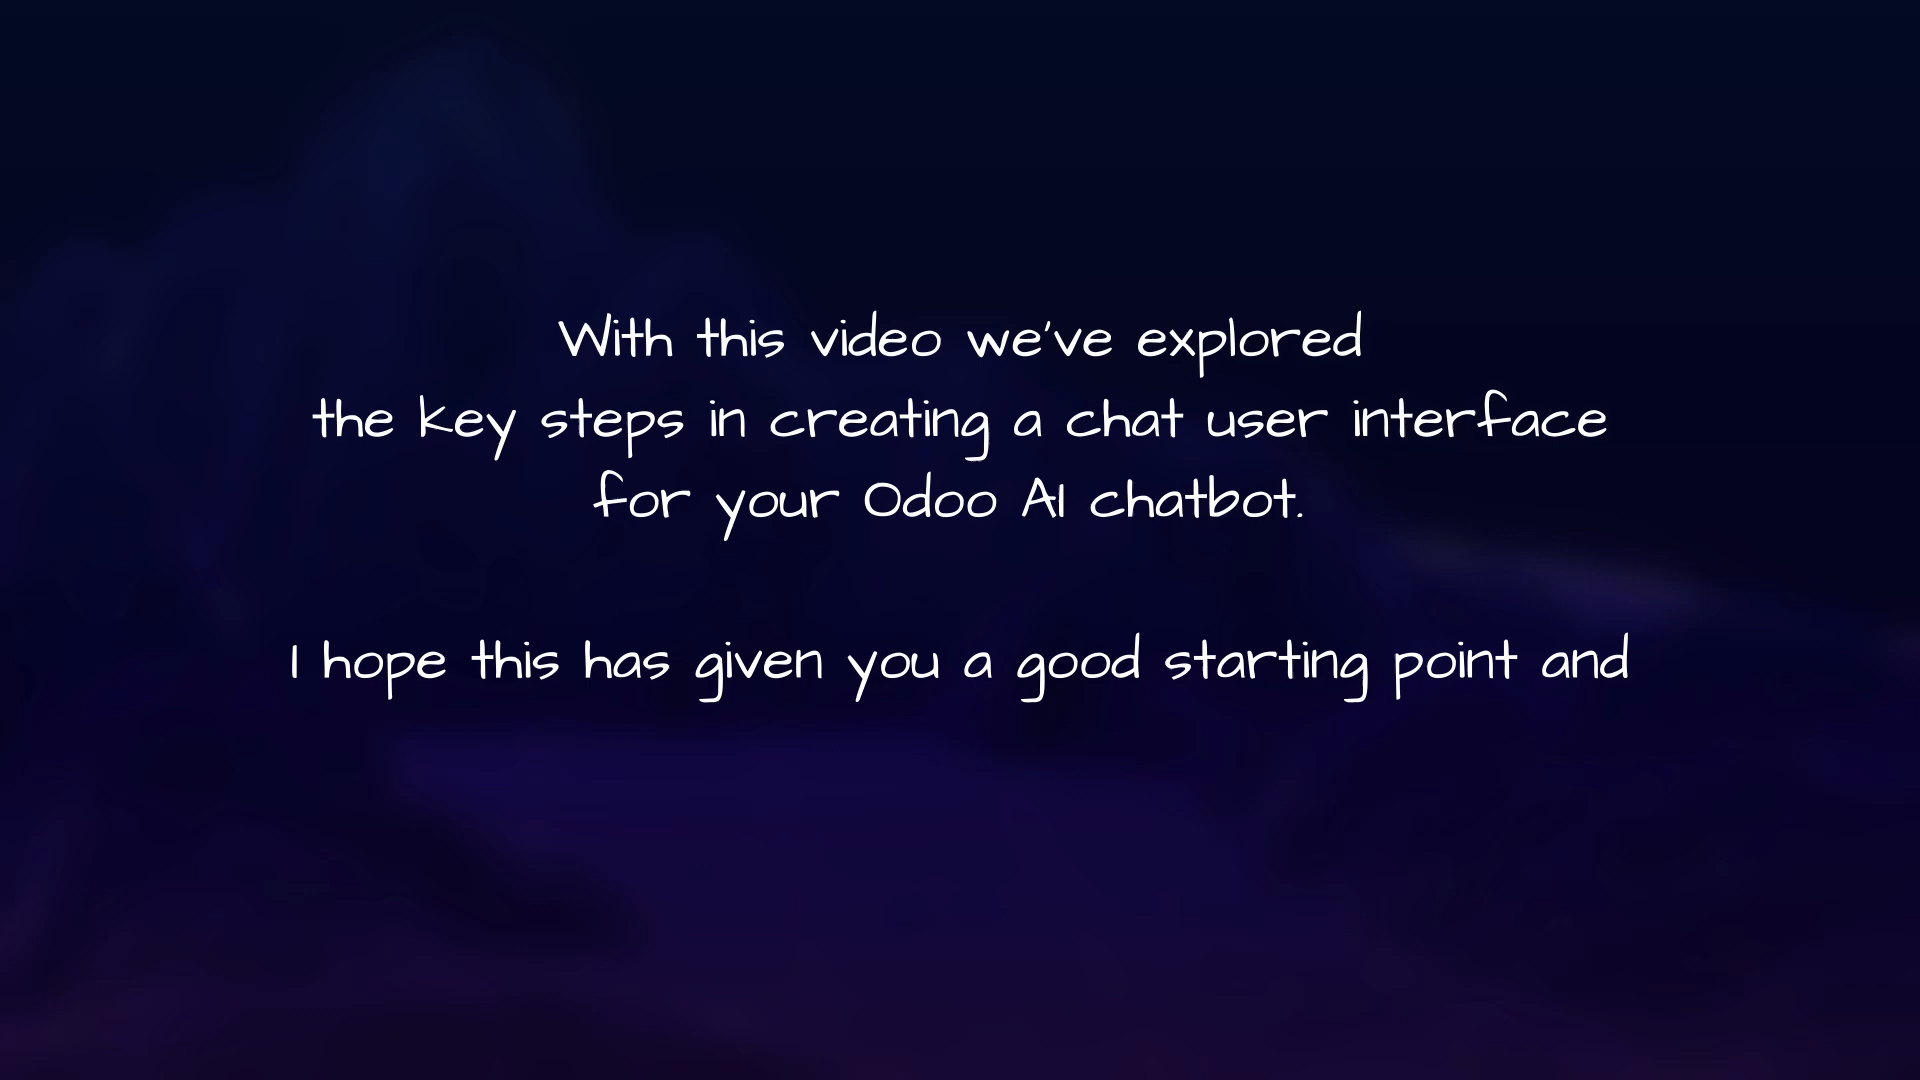 With this video we've explored
the key steps in creating a chat user interface
for your Odoo AI chatbot.
I hope this has given you a good starting point and